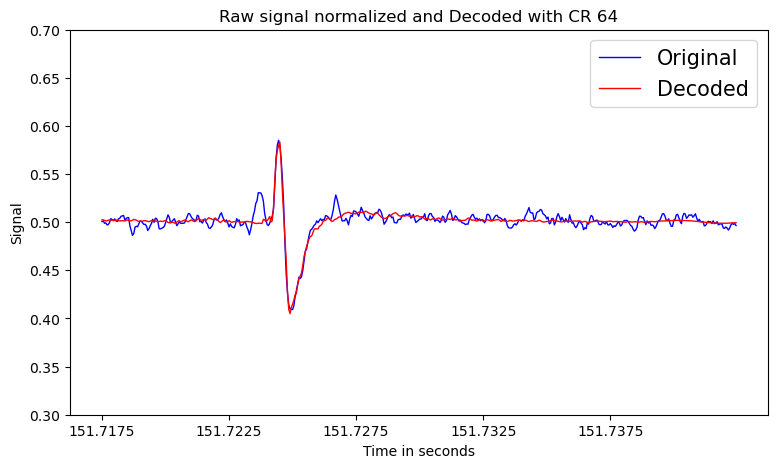 Raw signal normalized and Decoded with CR 64
Original
Decoded
0.70
0.65
0.60
0.55
0.50
0.45
0.40
0.35
0.30
Signal
151.7175 151.7225 151.7275 151.7325 151.7375
Time in seconds